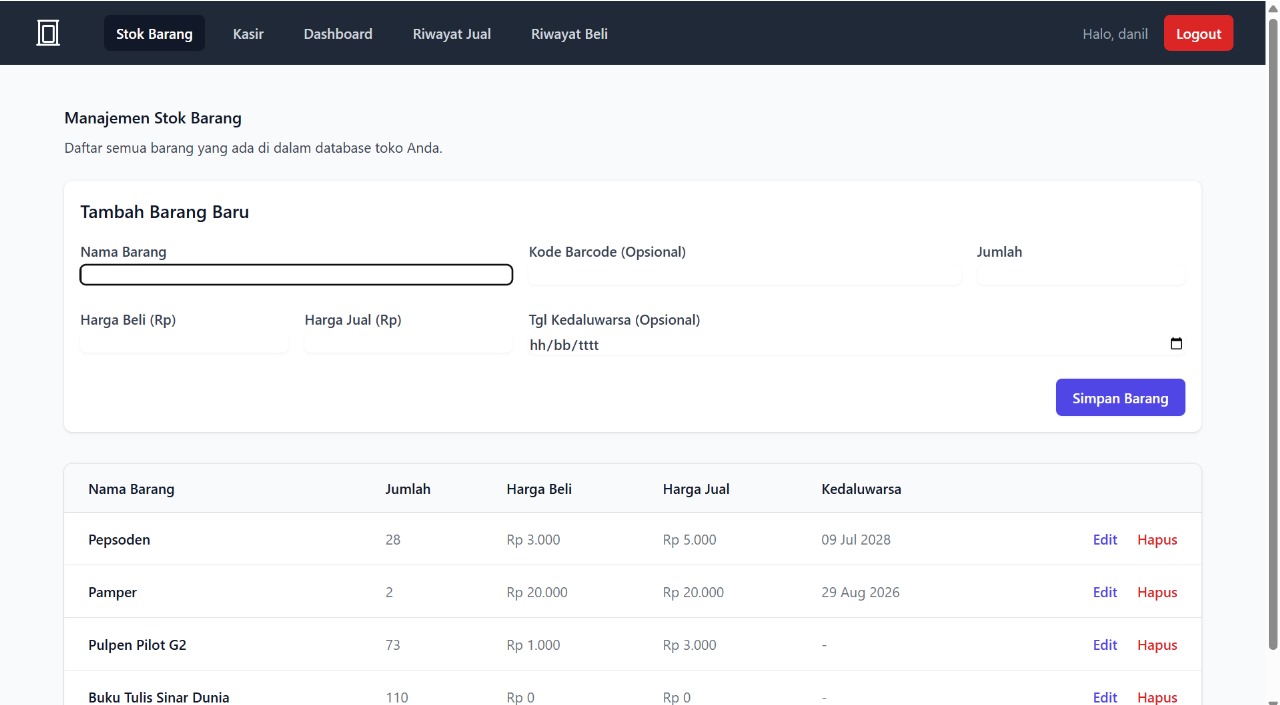 Stok Barang Kasir Dashboard Riwayat Jual Riwayat Beli Halo, danil Logout
Manajemen Stok Barang
Daftar semua barang yang ada di dalam database toko Anda.
Tambah Barang Baru
Nama Barang Kode Barcode (Opsional) Jumlah
Harga Beli (Rp) Harga Jual (Rp) Tgl Kedaluwarsa (Opsional)
hh/bb/tttt
Simpan Barang
Nama Barang Jumlah Harga Beli Harga Jual Kedaluwarsa
Pepsoden 28 Rp 3.000 Rp 5.000 09 Jul 2028 Edit Hapus
Pamper 2 Rp 20.000 Rp 20.000 29 Aug 2026 Edit Hapus
Pulpen Pilot G2 73 Rp 1.000 Rp 3.000 - Edit Hapus
Buku Tulis Sinar Dunia 110 Rp 0 Rp 0 - Edit Hapus